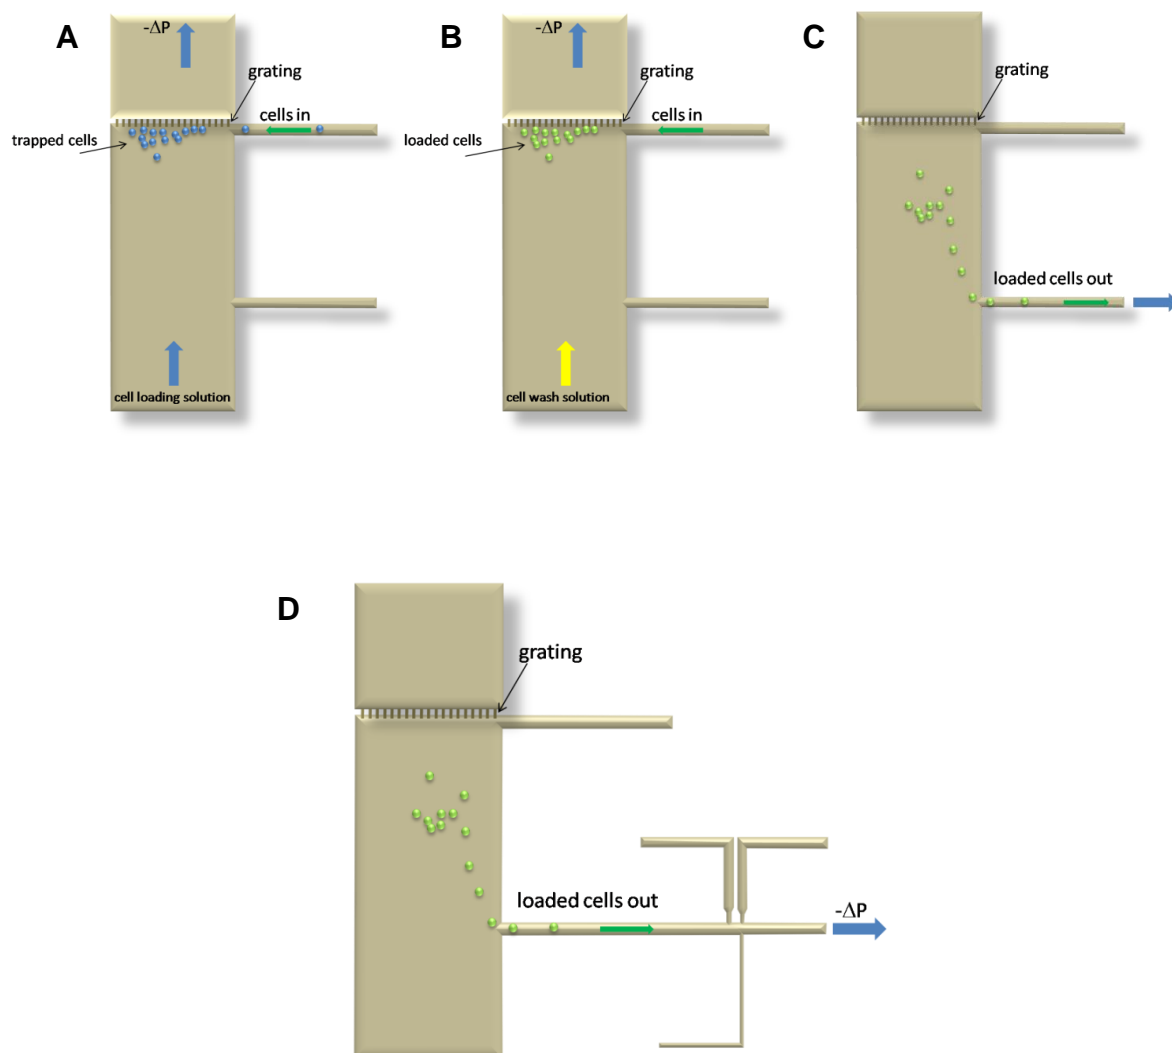 A
-ΔP
grating
cells in
trapped cells
cell loading solution
B
-ΔP
grating
cells in
loaded cells
cell wash solution
C
grating
loaded cells out
D
grating
loaded cells out
-ΔP